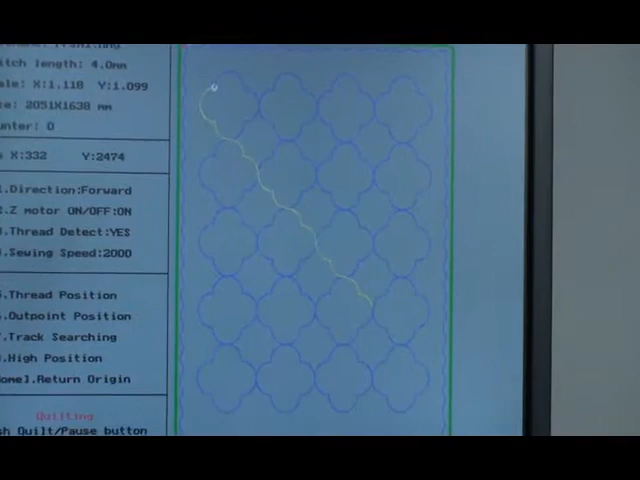 itch length: 4.0mm
ale: X:1.118 Y:1.099
e: 2051X1638 mm
unter: 0
s X:332 Y:2474
.Direction:Forward
.Z motor ON/OFF:ON
.Thread Detect:YES
.Sewing Speed:2000
.Thread Position
.Outpoint Position
.Track Searching
.High Position
ome].Return Origin
Quilting
sh Quilt/Pause button